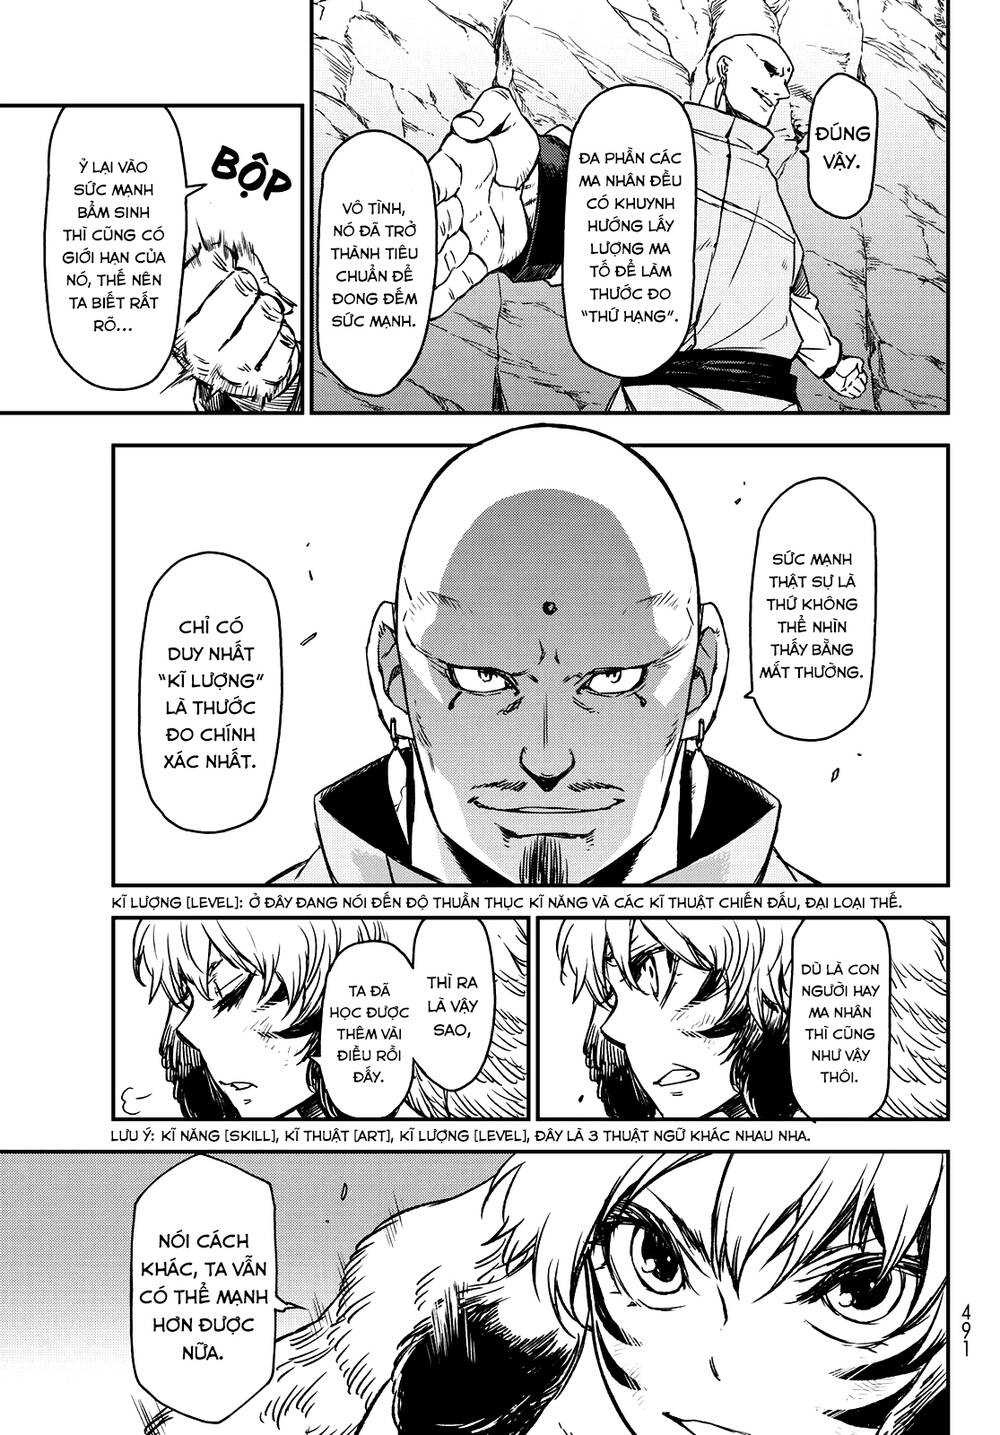 ĐÚNG
VẬY.
ĐA PHẦN CÁC
MA NHÂN ĐỀU
CÓ KHUYNH
HƯỚNG LẤY
LƯỢNG MA
TỐ ĐỂ LÀM
THƯỚC ĐO
“THỨ HẠNG”.
VÔ TÌNH,
NÓ ĐÃ TRỞ
THÀNH TIÊU
CHUẨN ĐỂ
ĐONG ĐẾM
SỨC MẠNH.
BỘP
Ỷ LẠI VÀO
SỨC MẠNH
BẨM SINH
THÌ CŨNG CÓ
GIỚI HẠN CỦA
NÓ, THẾ NÊN
TA BIẾT RẤT
RÕ...
SỨC MẠNH
THẬT SỰ LÀ
THỨ KHÔNG
THỂ NHÌN
THẤY BẰNG
MẮT THƯỜNG.
CHỈ CÓ
DUY NHẤT
“KĨ LƯỢNG”
LÀ THƯỚC
ĐO CHÍNH
XÁC NHẤT.
KĨ LƯỢNG [LEVEL]: Ở ĐÂY ĐANG NÓI ĐẾN ĐỘ THUẦN THỤC KĨ NĂNG VÀ CÁC KĨ THUẬT CHIẾN ĐẤU, ĐẠI LOẠI THẾ.
DÙ LÀ CON
NGƯỜI HAY
MA NHÂN
THÌ CŨNG
NHƯ VẬY
THÔI.
THÌ RA
LÀ VẬY
SAO,
TA ĐÃ
HỌC ĐƯỢC
THÊM VÀI
ĐIỀU RỒI
ĐẤY.
LƯU Ý: KĨ NĂNG [SKILL], KĨ THUẬT [ART], KĨ LƯỢNG [LEVEL], ĐÂY LÀ 3 THUẬT NGỮ KHÁC NHAU NHA.
NÓI CÁCH
KHÁC, TA VẪN
CÓ THỂ MẠNH
HƠN ĐƯỢC
NỮA.
491